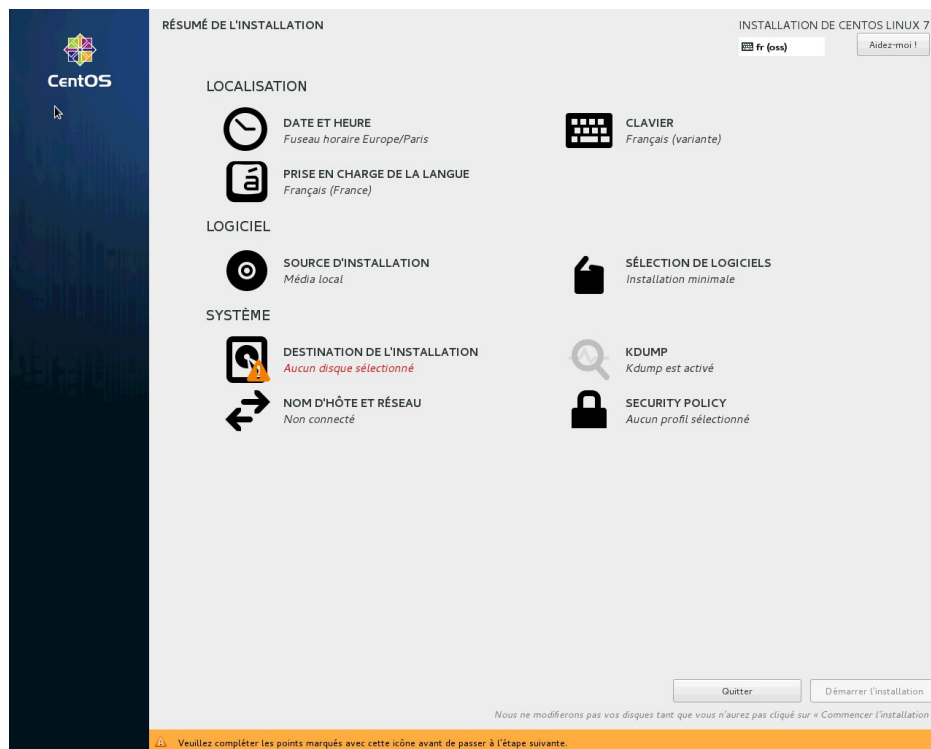 RÉSUMÉ DE L'INSTALLATION
INSTALLATION DE CENTOS LINUX 7
fr (oss)
Aidez-moi !
CentOS
LOCALISATION
DATE ET HEURE
Fuseau horaire Europe/Paris
CLAVIER
Français (variante)
PRISE EN CHARGE DE LA LANGUE
Français (France)
LOGICIEL
SOURCE D'INSTALLATION
Média local
SÉLECTION DE LOGICIELS
Installation minimale
SYSTÈME
DESTINATION DE L'INSTALLATION
Aucun disque sélectionné
KDUMP
Kdump est activé
NOM D'HÔTE ET RÉSEAU
Non connecté
SECURITY POLICY
Aucun profil sélectionné
Quitter
Démarrer l'installation
Nous ne modifierons pas vos disques tant que vous n'aurez pas cliqué sur « Commencer l'installation
Veuillez compléter les points marqués avec cette icône avant de passer à l'étape suivante.